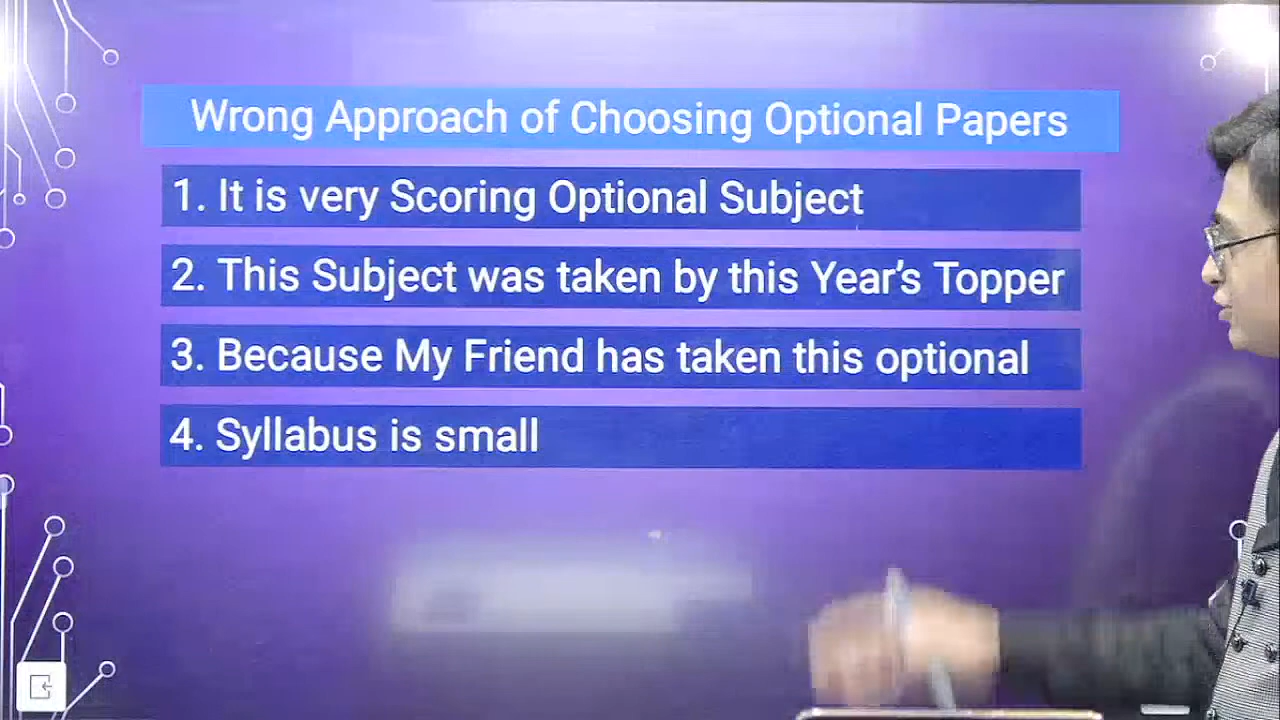 Wrong Approach of Choosing Optional Papers
1. It is very Scoring Optional Subject
2. This Subject was taken by this Year's Topper
3. Because My Friend has taken this optional
4. Syllabus is small